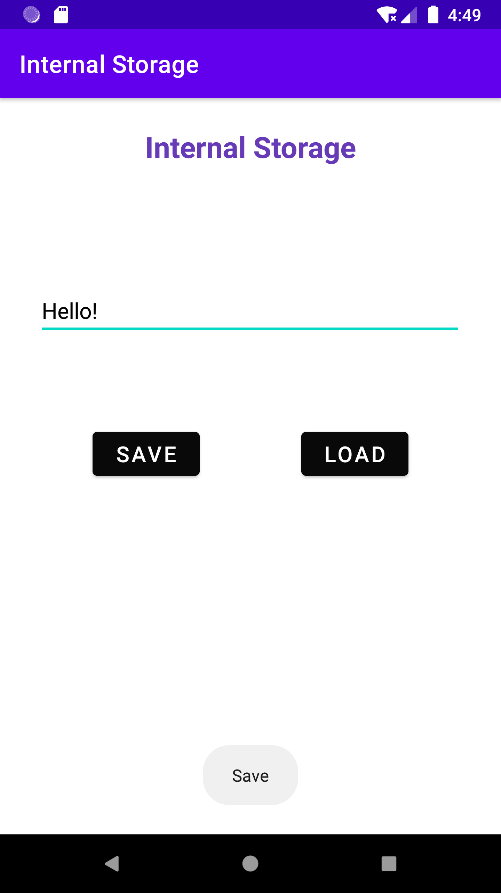 4:49
Internal Storage
Internal Storage
Hello!
SAVE LOAD
Save